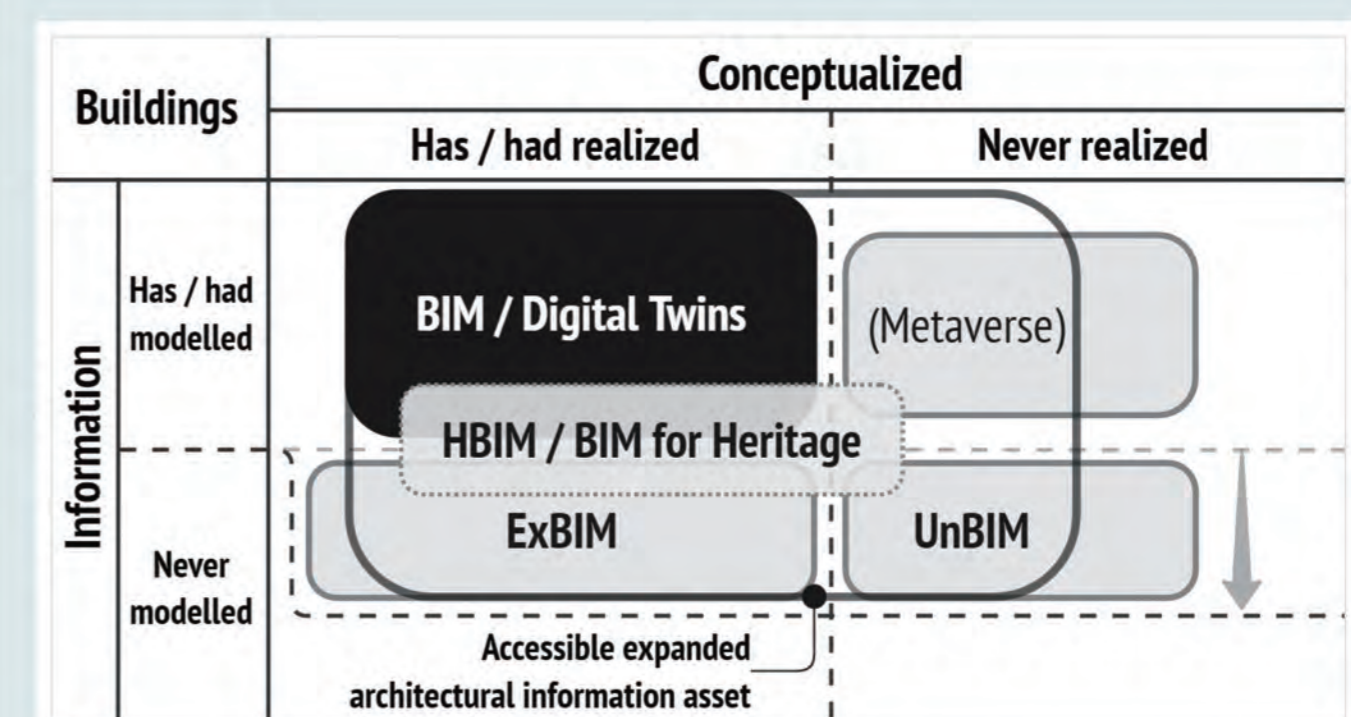 Buildings
Conceptualized
Has / had realized
Never realized
Information
Has / had
modelled
BIM / Digital Twins
(Metaverse)
HBIM / BIM for Heritage
Never
modelled
ExBIM
UnBIM
Accessible expanded
architectural information asset